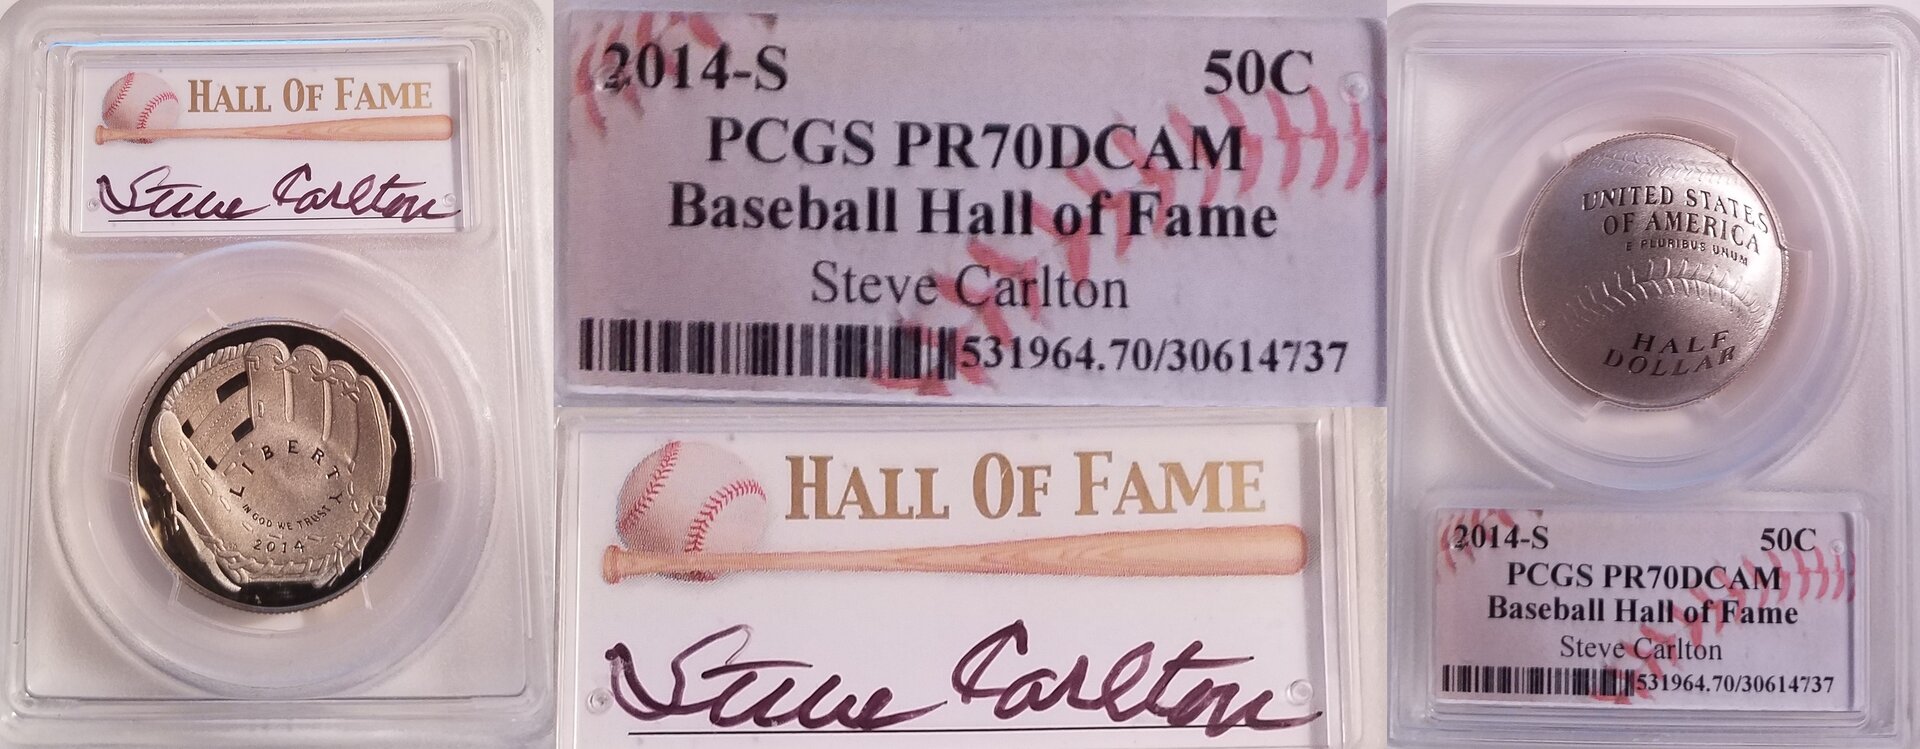 HALL OF FAME
Steve Carlton
LIBERTY
IN GOD WE TRUST
2014
2014-S 50C
PCGS PR70DCAM
Baseball Hall of Fame
Steve Carlton
531964.70/30614737
HALL OF FAME
Steve Carlton
UNITED STATES
OF AMERICA
E PLURIBUS UNUM
HALF
DOLLAR
2014-S 50C
PCGS PR70DCAM
Baseball Hall of Fame
Steve Carlton
531964.70/30614737